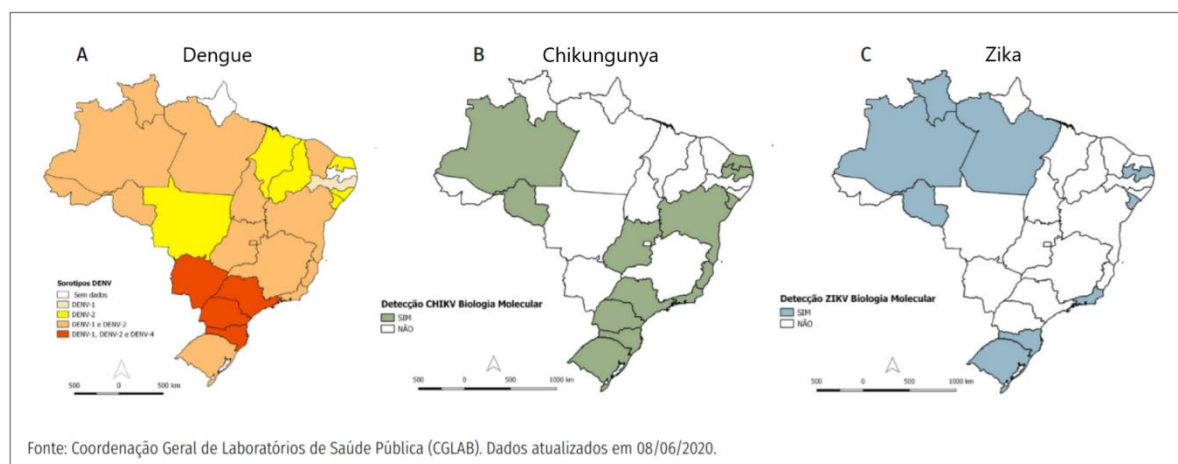 A Dengue
B Chikungunya
C Zika
Sorotipos DENV
Sem dados
DENV-1
DENV-2
DENV-1 e DENV-2
DENV-1, DENV-2 e DENV-4
500 0 500 km
Detecção CHIKV Biologia Molecular
SIM
NÃO
500 0 500 1000 km
Detecção ZIKV Biologia Molecular
SIM
NÃO
500 0 500 1000 km
Fonte: Coordenação Geral de Laboratórios de Saúde Pública (CGLAB). Dados atualizados em 08/06/2020.